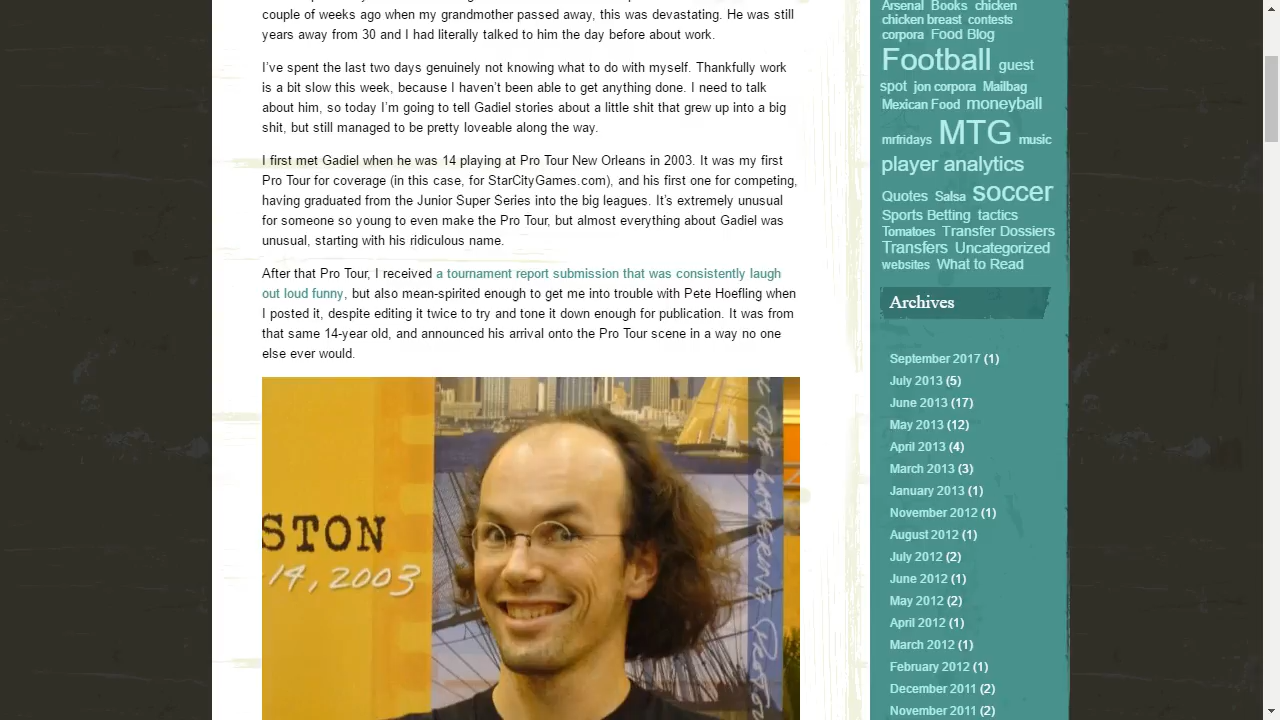 couple of weeks ago when my grandmother passed away, this was devastating. He was still
years away from 30 and I had literally talked to him the day before about work.
I've spent the last two days genuinely not knowing what to do with myself. Thankfully work
is a bit slow this week, because I haven't been able to get anything done. I need to talk
about him, so today I'm going to tell Gadiel stories about a little shit that grew up into a big
shit, but still managed to be pretty loveable along the way.
I first met Gadiel when he was 14 playing at Pro Tour New Orleans in 2003. It was my first
Pro Tour for coverage (in this case, for StarCityGames.com), and his first one for competing,
having graduated from the Junior Super Series into the big leagues. It's extremely unusual
for someone so young to even make the Pro Tour, but almost everything about Gadiel was
unusual, starting with his ridiculous name.
After that Pro Tour, I received a tournament report submission that was consistently laugh
out loud funny, but also mean-spirited enough to get me into trouble with Pete Hoefling when
I posted it, despite editing it twice to try and tone it down enough for publication. It was from
that same 14-year old, and announced his arrival onto the Pro Tour scene in a way no one
else ever would.
STON
14, 2003
THE GATHERING
Arsenal Books chicken
chicken breast contests
corpora Food Blog
Football guest
spot jon corpora Mailbag
Mexican Food moneyball
mrfridays MTG music
player analytics
Quotes Salsa soccer
Sports Betting tactics
Tomatoes Transfer Dossiers
Transfers Uncategorized
websites What to Read
Archives
September 2017 (1)
July 2013 (5)
June 2013 (17)
May 2013 (12)
April 2013 (4)
March 2013 (3)
January 2013 (1)
November 2012 (1)
August 2012 (1)
July 2012 (2)
June 2012 (1)
May 2012 (2)
April 2012 (1)
March 2012 (1)
February 2012 (1)
December 2011 (2)
November 2011 (2)